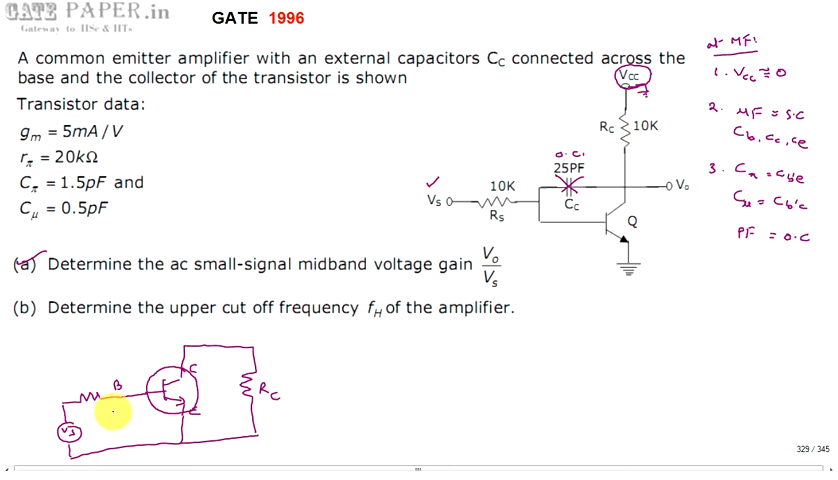 GATE PAPER.in
Gateway to IISc & IITs
GATE 1996
A common emitter amplifier with an external capacitors Cc connected across the
base and the collector of the transistor is shown
Transistor data:
gm = 5mA / V
rπ = 20kΩ
Cπ = 1.5pF and
Cμ = 0.5pF
Vcc
Rc 10K
o.c.
25PF
Cc
10K
Rs
Vs
Vo
Q
at MF:
1. Vcc ≅ 0
2. MF = S.C
Cb, Cc, Ce
3. Cπ = Cb'e
Cμ = Cb'c
PF = o.c
(a) Determine the ac small-signal midband voltage gain Vo/Vs
(b) Determine the upper cut off frequency fH of the amplifier.
B
C
E
Rc
Vs
329 / 345